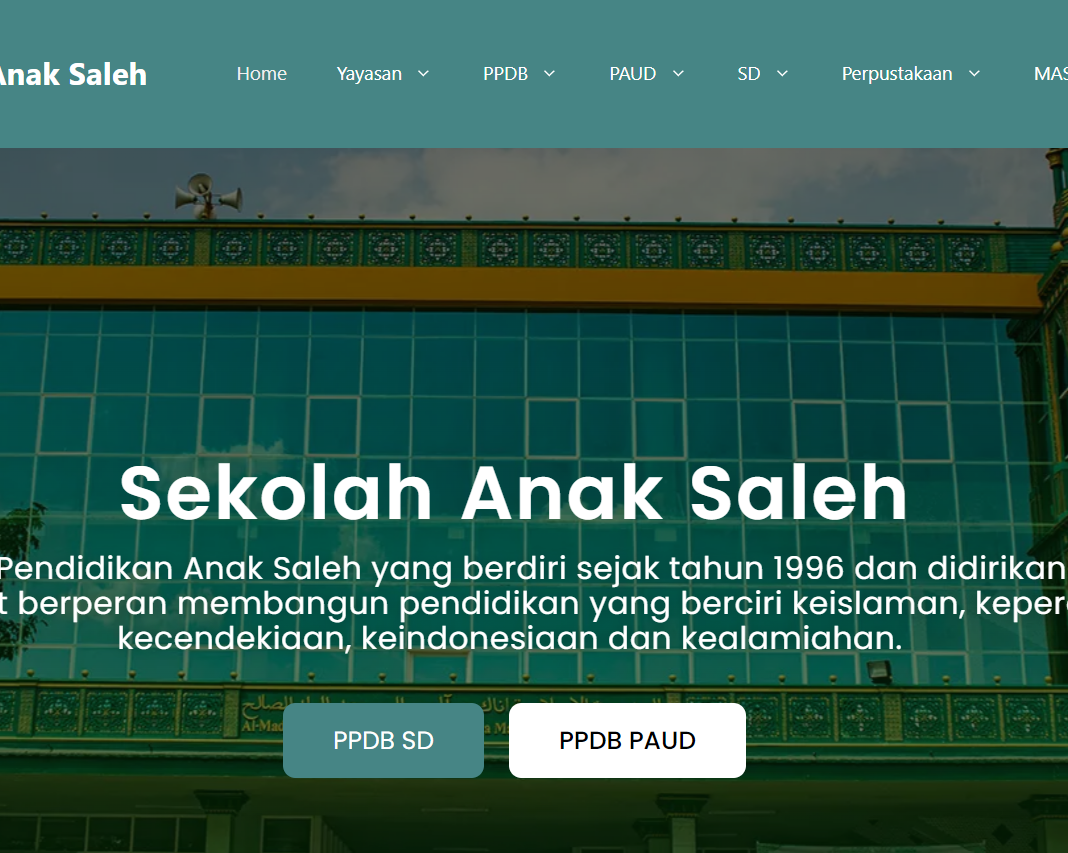 Anak Saleh
Home Yayasan PPDB PAUD SD Perpustakaan MAS
Sekolah Anak Saleh
Pendidikan Anak Saleh yang berdiri sejak tahun 1996 dan didirikan
t berperan membangun pendidikan yang berciri keislaman,
kecendekiaan, keindonesiaan dan kealamiahan.
PPDB SD PPDB PAUD